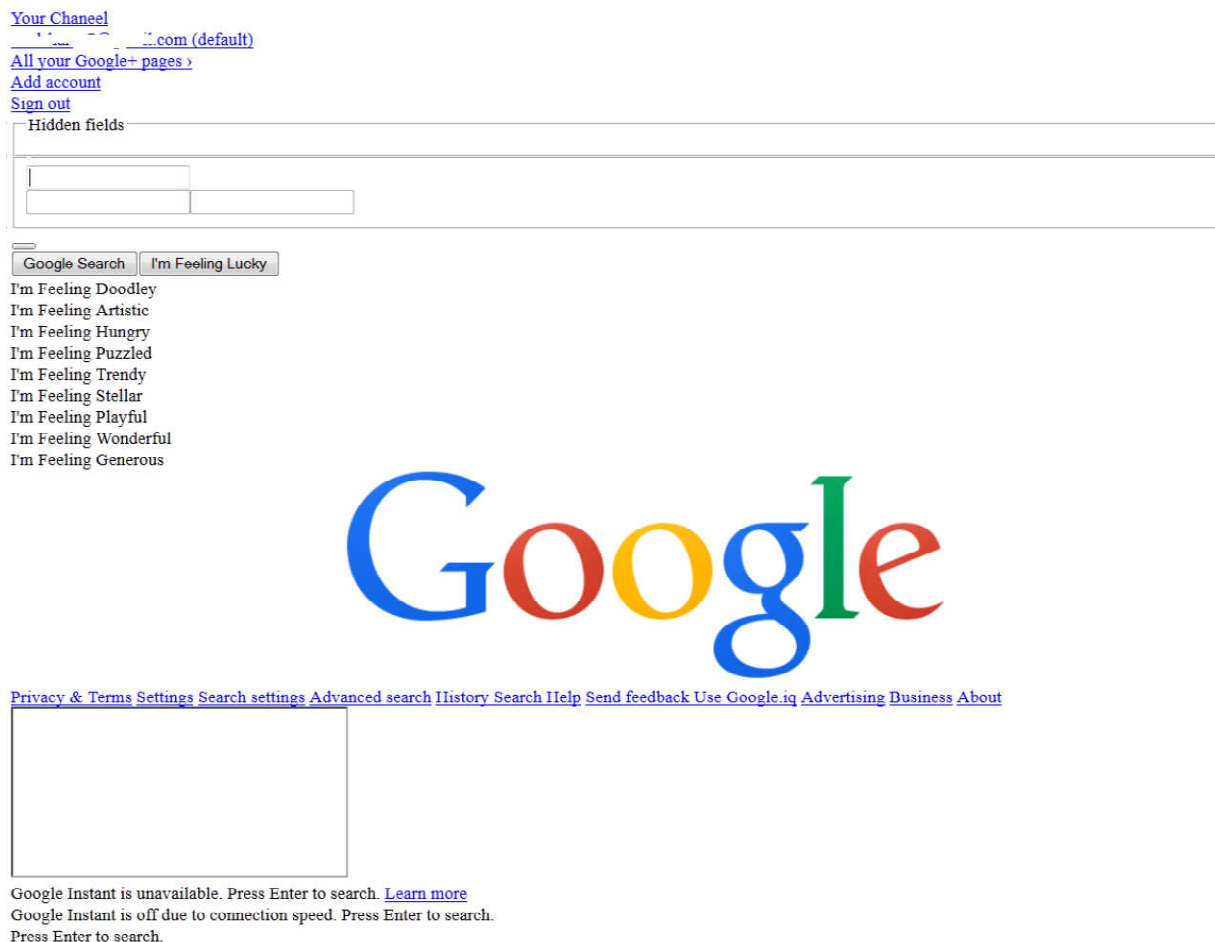 Your Chaneel
.com (default)
All your Google+ pages ›
Add account
Sign out
Hidden fields
Google Search I'm Feeling Lucky
I'm Feeling Doodley
I'm Feeling Artistic
I'm Feeling Hungry
I'm Feeling Puzzled
I'm Feeling Trendy
I'm Feeling Stellar
I'm Feeling Playful
I'm Feeling Wonderful
I'm Feeling Generous
Google
Privacy & Terms Settings Search settings Advanced search History Search Help Send feedback Use Google.iq Advertising Business About
Google Instant is unavailable. Press Enter to search. Learn more
Google Instant is off due to connection speed. Press Enter to search.
Press Enter to search.